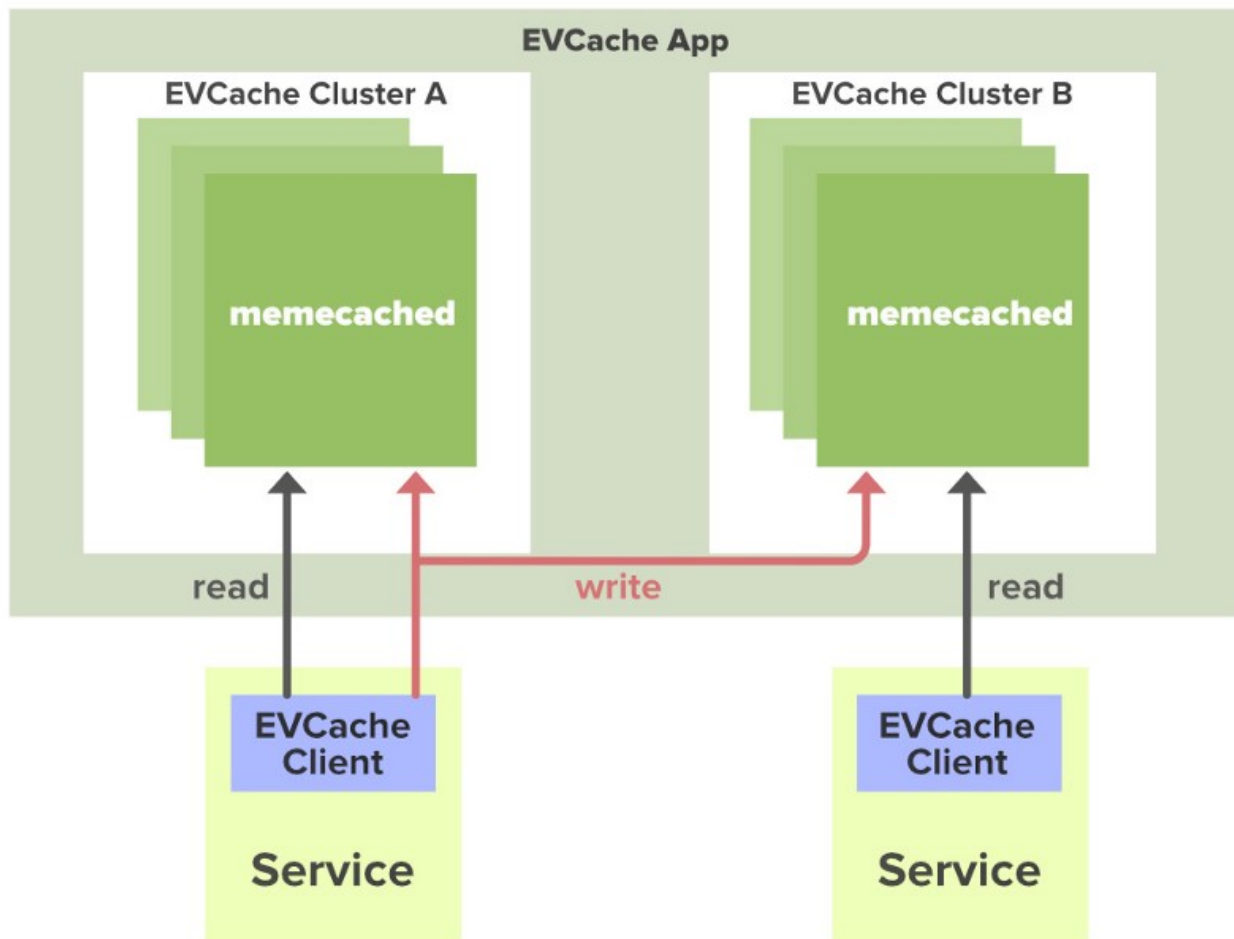 EVCache App
EVCache Cluster A
EVCache Cluster B
memecached
memecached
read
write
read
EVCache
Client
EVCache
Client
Service
Service